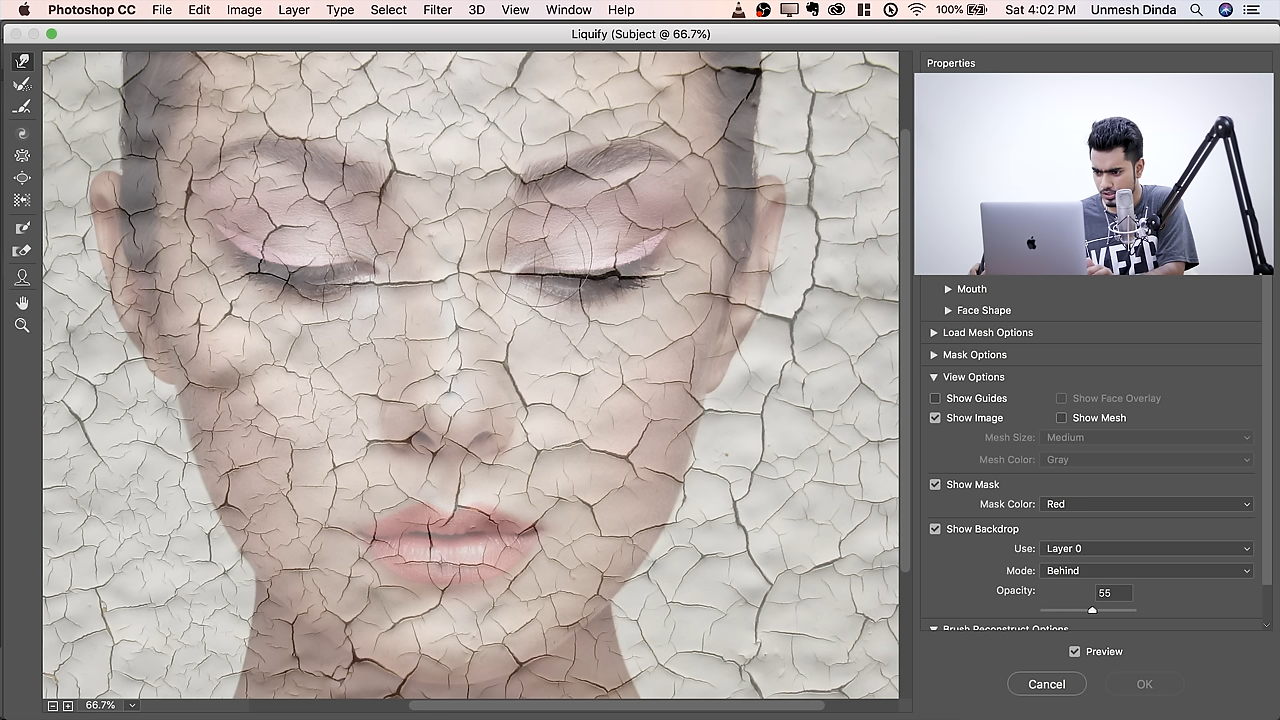 Photoshop CC File Edit Image Layer Type Select Filter 3D View Window Help 100% Sat 4:02 PM Unmesh Dinda
Liquify (Subject @ 66.7%)
Properties
Mouth
Face Shape
Load Mesh Options
Mask Options
View Options
Show Guides Show Face Overlay
Show Image Show Mesh
Mesh Size: Medium
Mesh Color: Gray
Show Mask
Mask Color: Red
Show Backdrop
Use: Layer 0
Mode: Behind
Opacity: 55
Brush Reconstruct Options
Preview
Cancel OK
66.7%